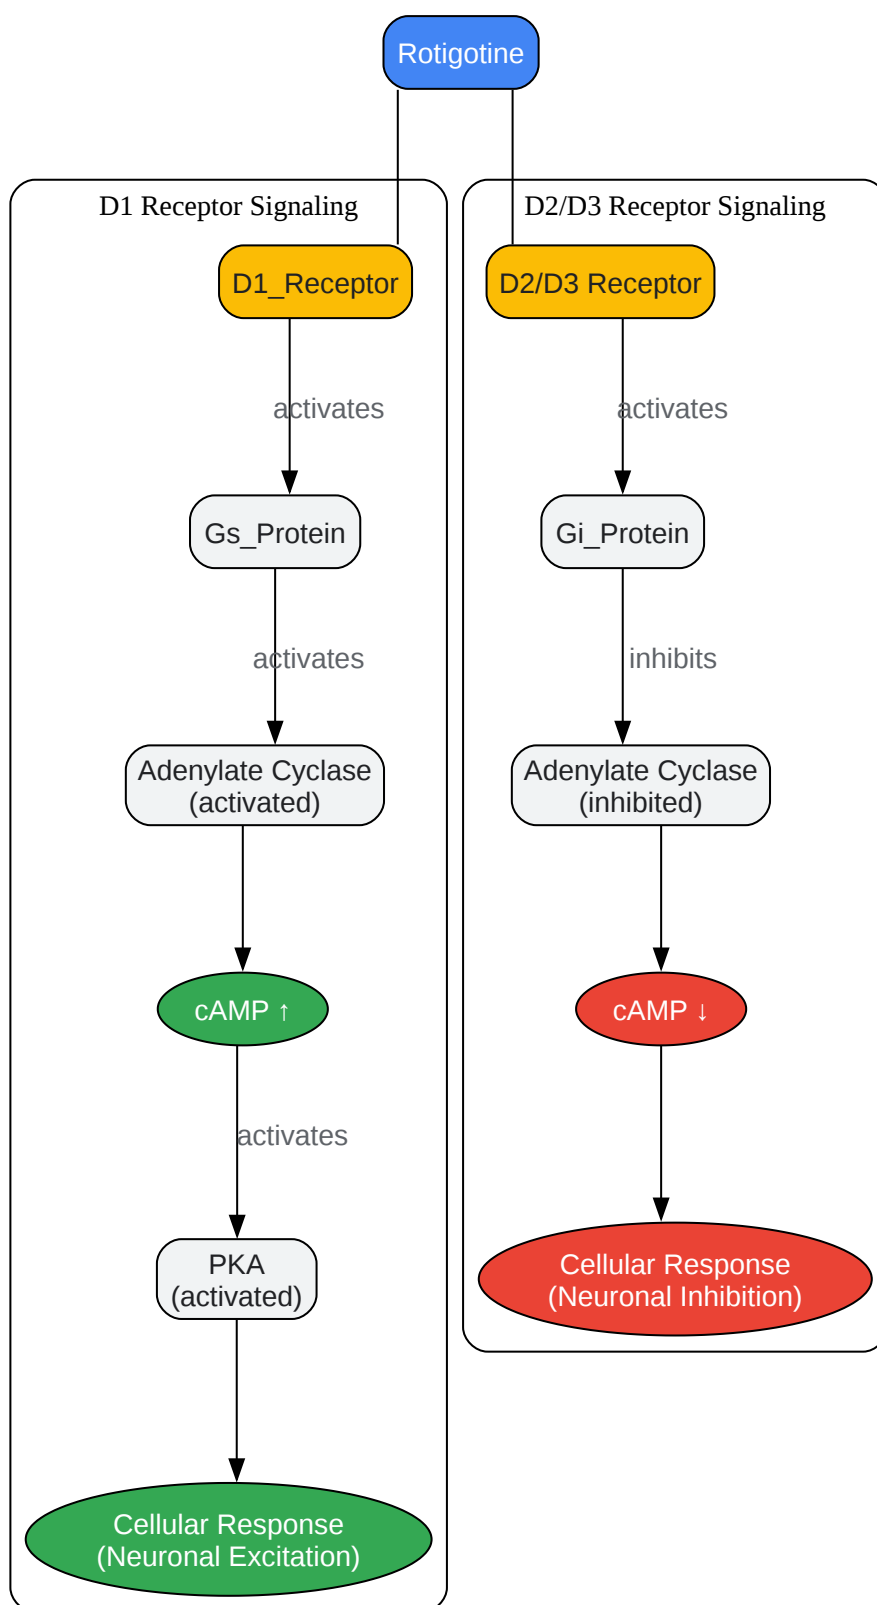 Rotigotine
D1 Receptor Signaling
D1_Receptor
activates
Gs_Protein
activates
Adenylate Cyclase
(activated)
cAMP ↑
activates
PKA
(activated)
Cellular Response
(Neuronal Excitation)
D2/D3 Receptor Signaling
D2/D3 Receptor
activates
Gi_Protein
inhibits
Adenylate Cyclase
(inhibited)
cAMP ↓
Cellular Response
(Neuronal Inhibition)